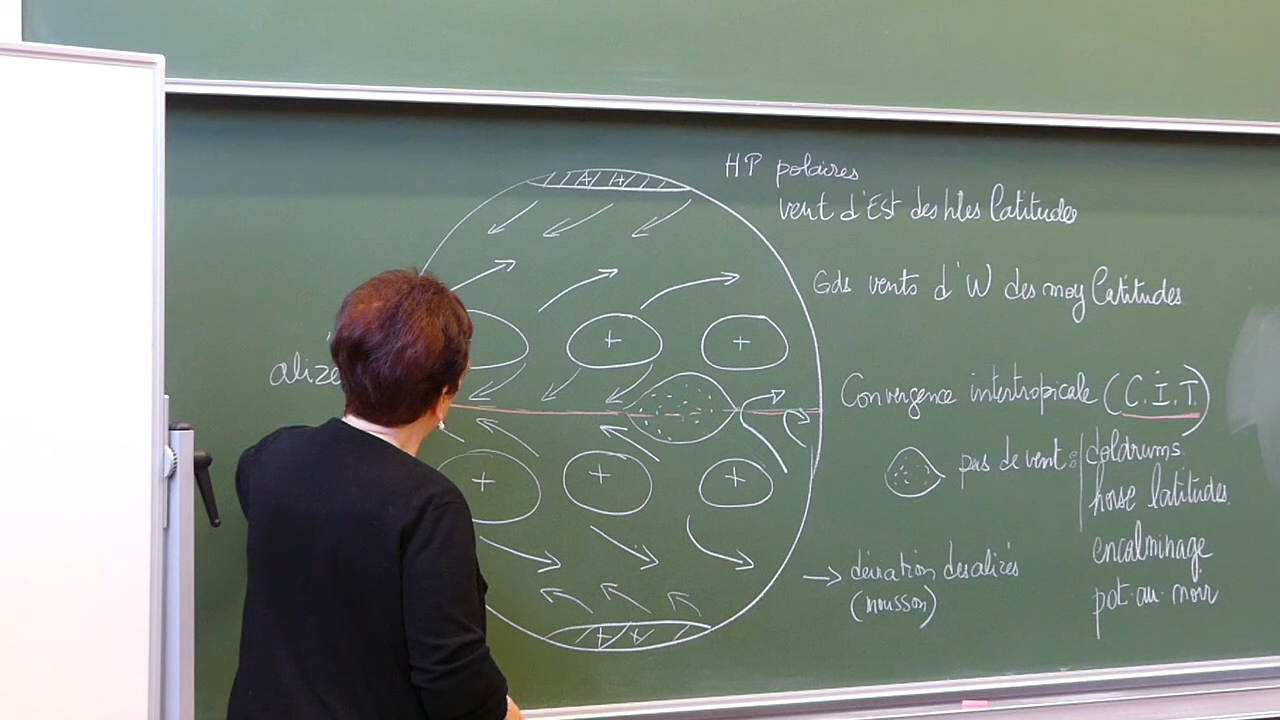 HP polaires
vent d'Est des htes latitudes
Gds vents d'W des moy latitudes
alizé
Convergence intertropicale (C.I.T.)
pas de vent : doldrums
horse latitudes
encalminage
pot-au-noir
→ déviation des alizés
(mousson)